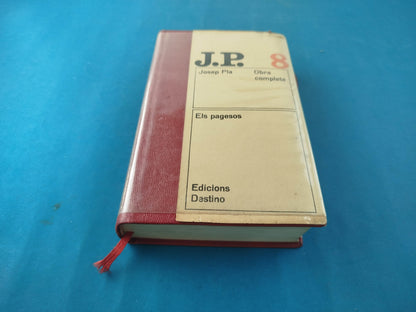 J.P. 8
Josep Pla Obra completa
Els pagesos
Edicions
Destino